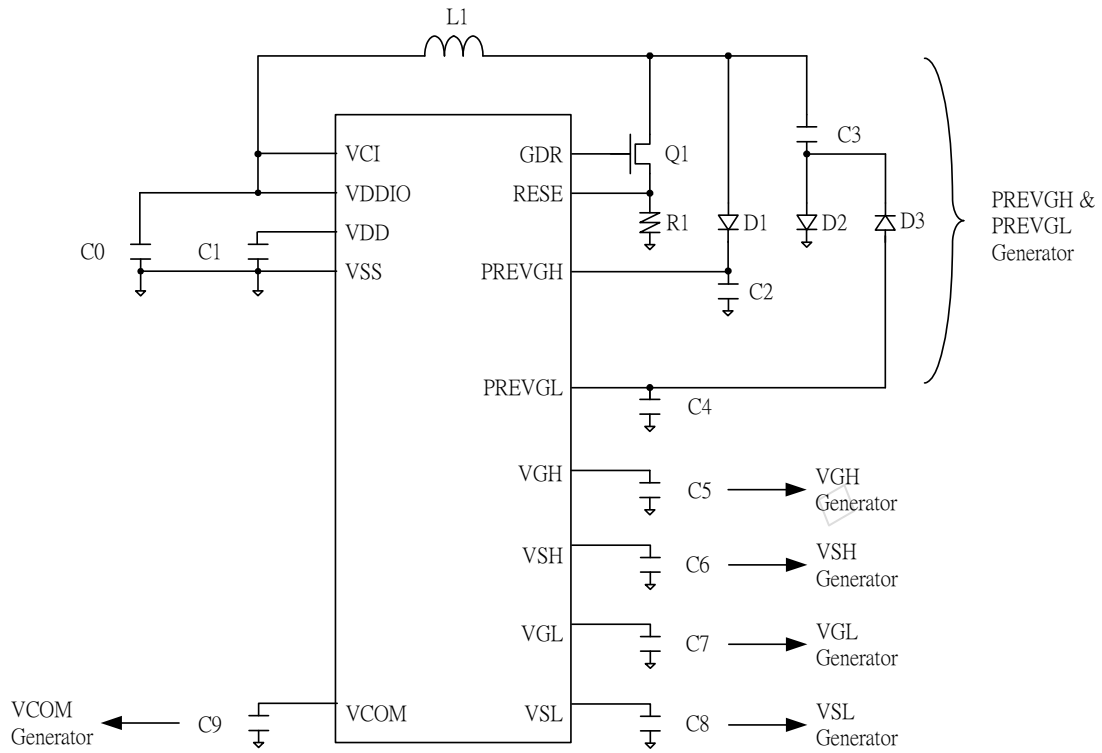 L1
VCI
VDDIO
VDD
VSS
C0
C1
GDR
RESE
PREVGH
PREVGL
Q1
R1
D1
C2
C3
D2
D3
PREVGH &
PREVGL
Generator
C4
VGH
C5
VGH
Generator
VSH
C6
VSH
Generator
VGL
C7
VGL
Generator
VCOM
Generator
C9
VCOM
VSL
C8
VSL
Generator